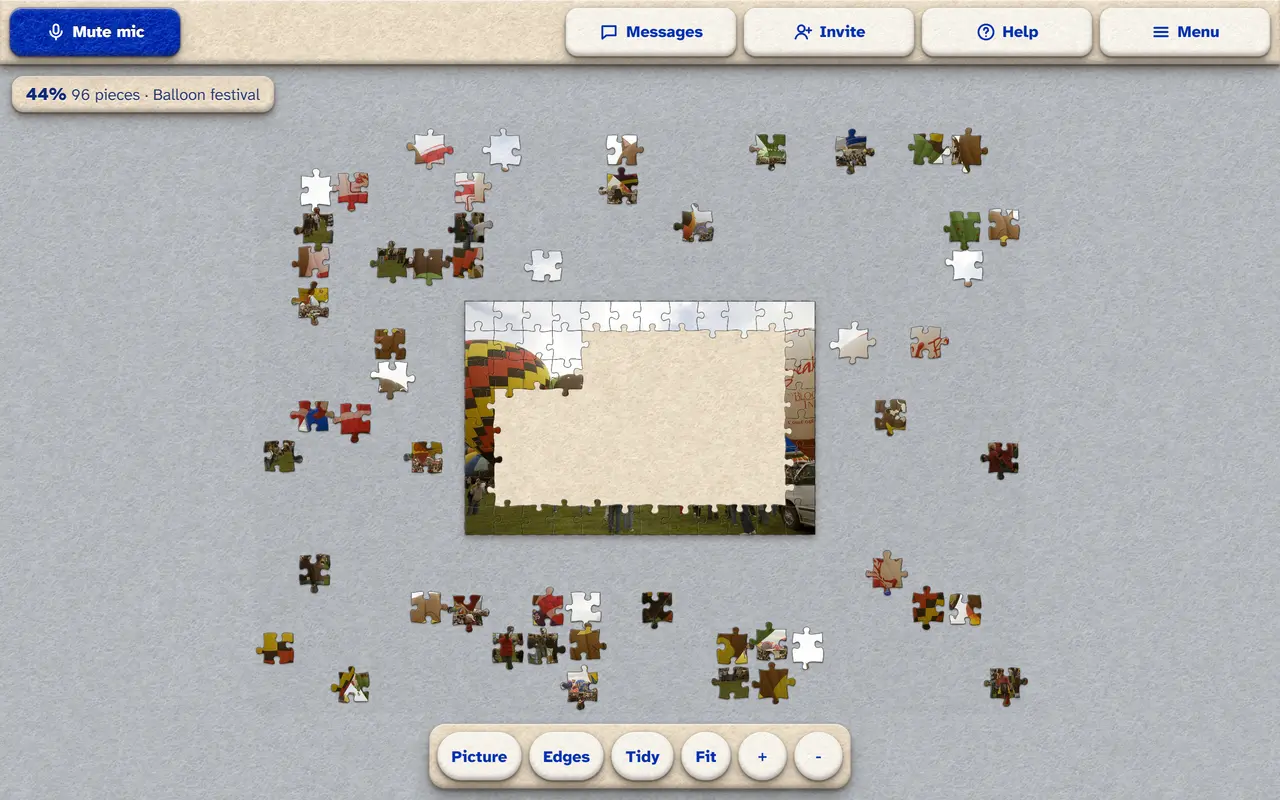 Mute mic
Messages
Invite
Help
Menu
44% 96 pieces · Balloon festival
Picture
Edges
Tidy
Fit
+
-